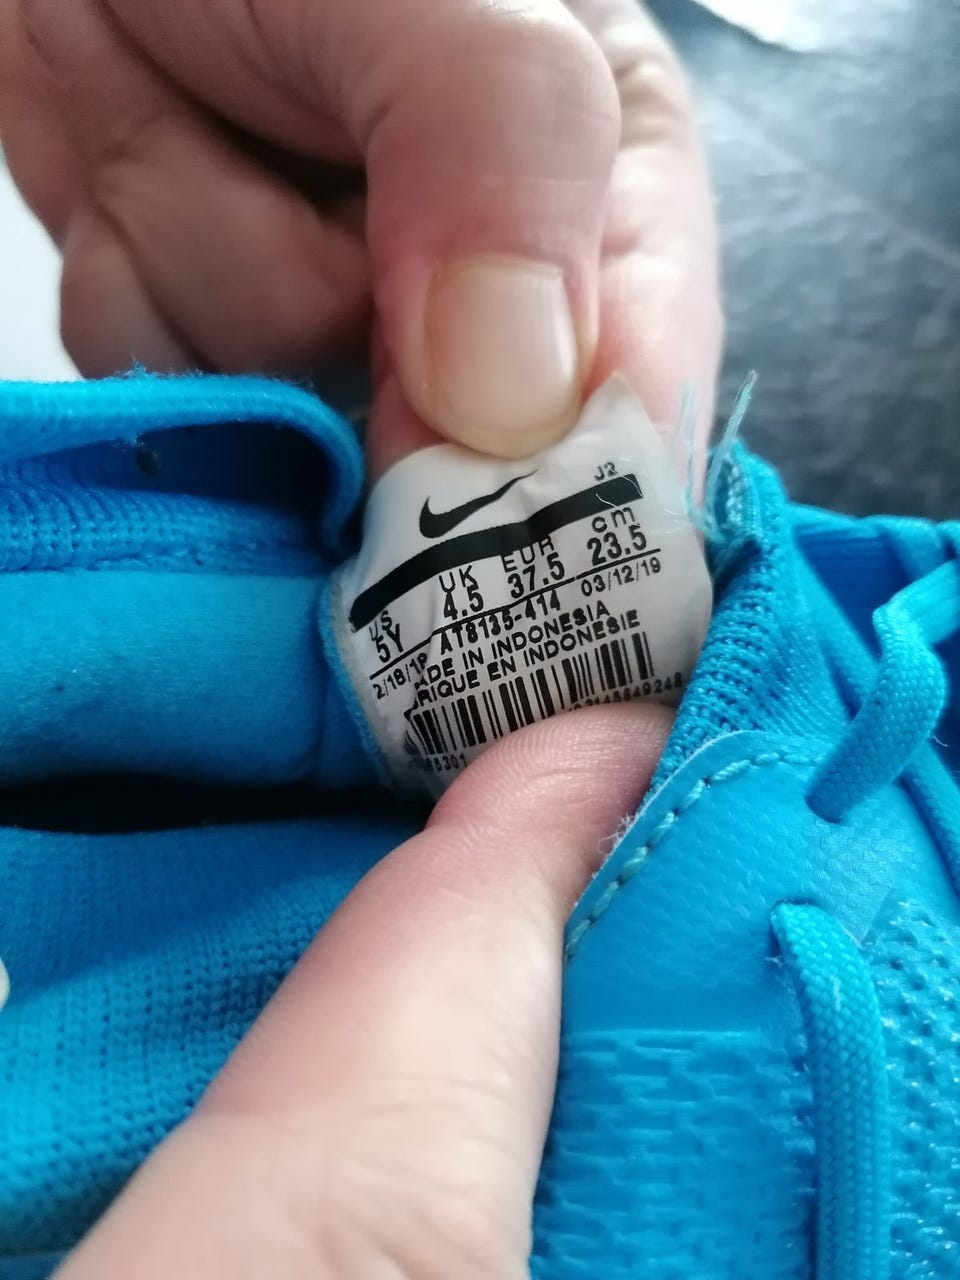 J2
US UK EUR cm
5Y 4.5 37.5 23.5
2/18/19 03/12/19
AT8135-414
ADE IN INDONESIA
RIQUE EN INDONESIE
5301